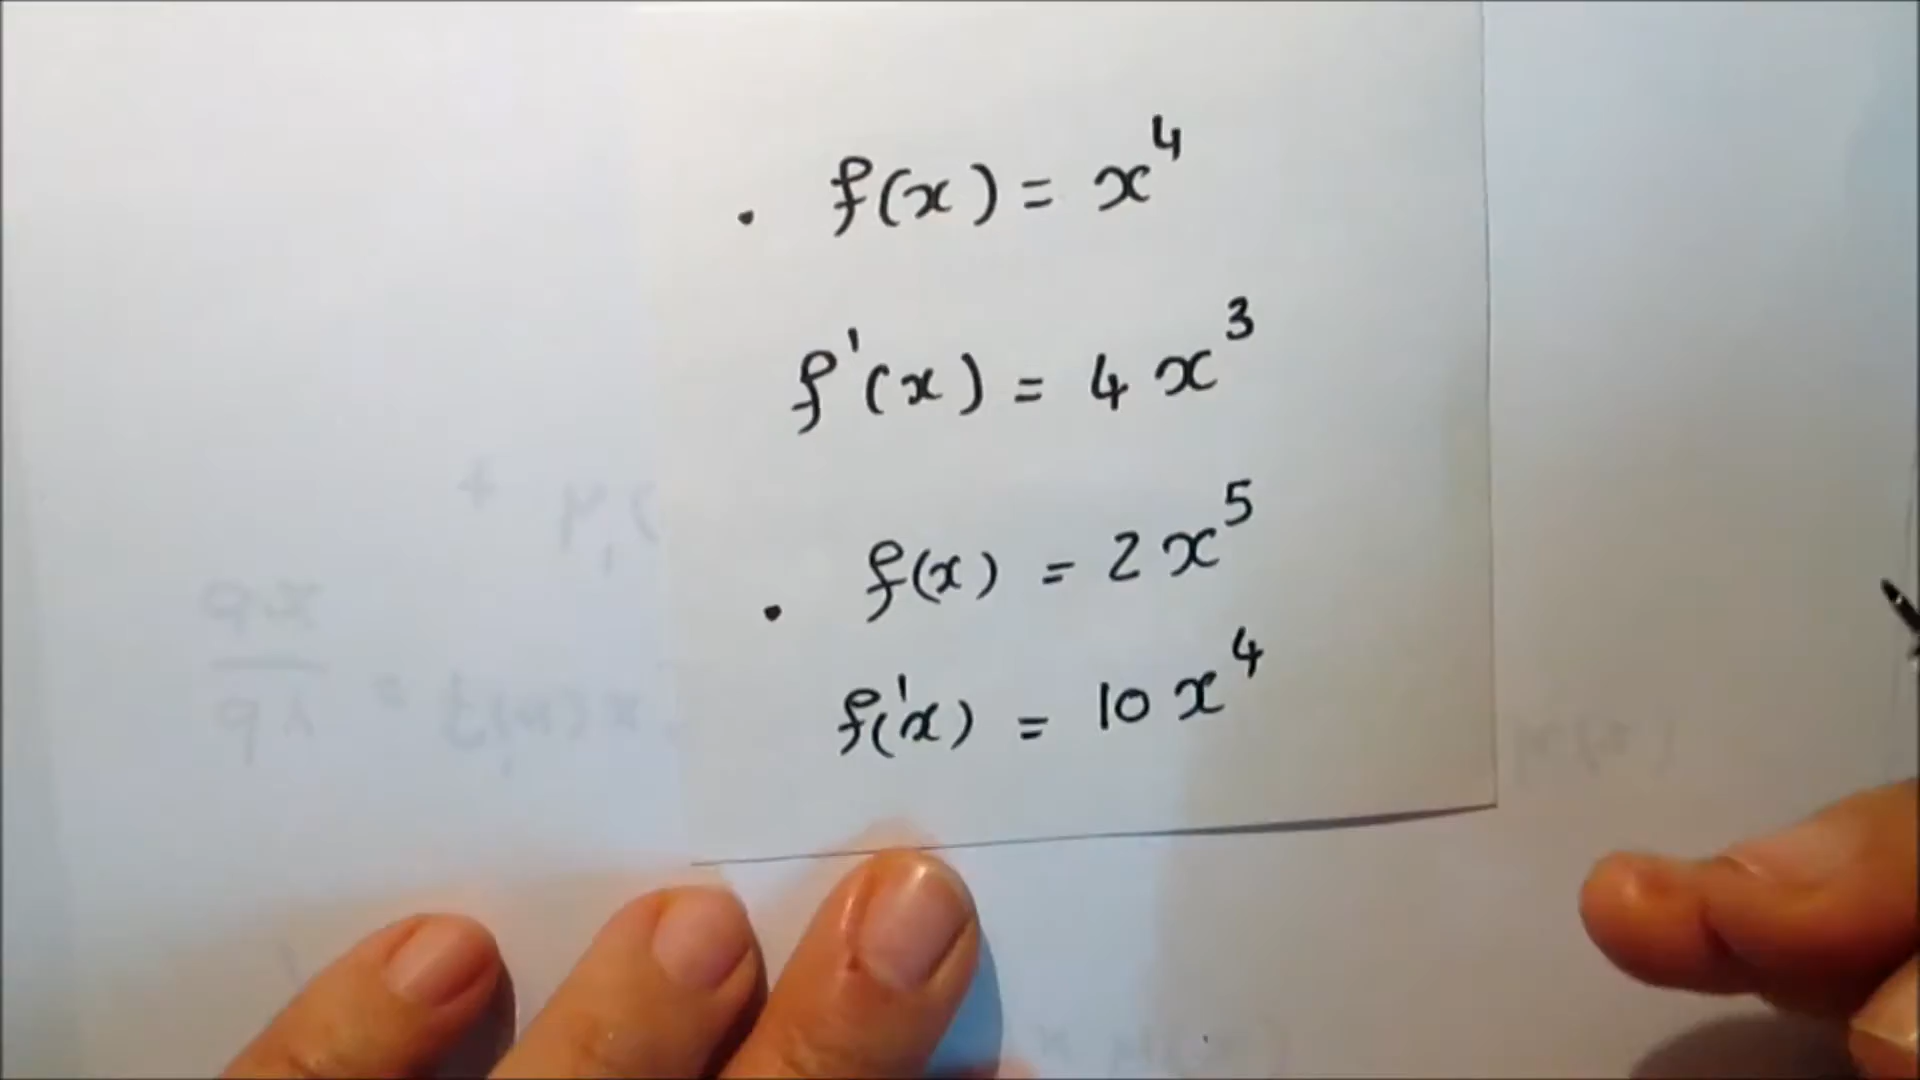 . f(x) = x⁴
f'(x) = 4x³
. f(x) = 2x⁵
f('x) = 10x⁴